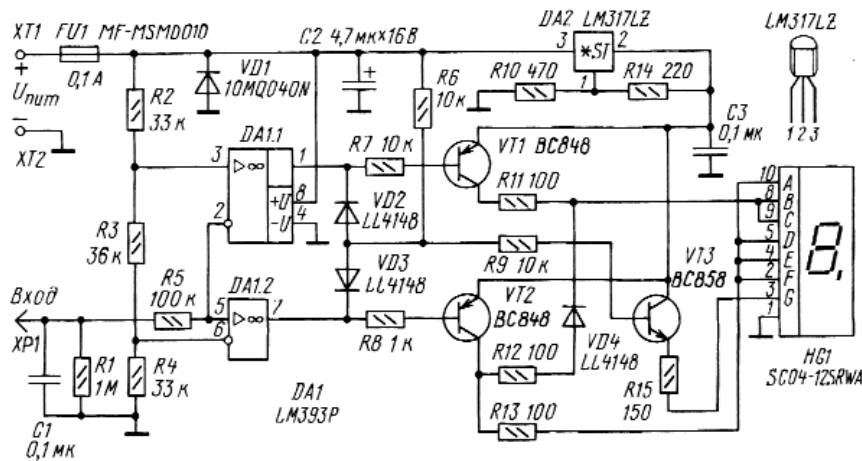 XT1
FU1 MF-MSMD010
0,1 А
+
Uпит
−
XT2
R2
33 к
VD1
10MQ040N
C2 4,7 мк×16 В
+
R6
10 к
DA2 LM317LZ
3
*.ST
2
1
R10 470
R14 220
LM317LZ
1 2 3
C3
0,1 мк
DA1.1
3
2
▷∞
1
+U
8
-U
4
R7 10 к
VT1 BC848
R11 100
VD2
LL4148
R3
36 к
VD3
LL4148
R9 10 к
VT3
BC858
R5
100 к
Вход
XP1
DA1.2
5
6
▷∞
7
R8 1 к
VT2
BC848
VD4
LL4148
R12 100
R13 100
R15
150
C1
0,1 мк
R1
1М
R4
33 к
DA1
LM393P
10 A
8 B
9 C
5 D
4 E
2 F
3 G
1
8.
HG1
SC04-12SRWA